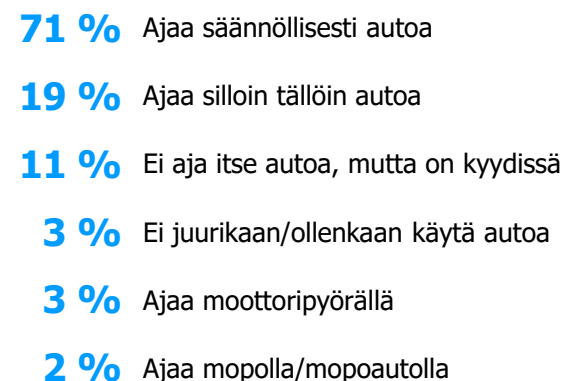 71 % Ajaa säännöllisesti autoa
19 % Ajaa silloin tällöin autoa
11 % Ei aja itse autoa, mutta on kyydissä
3 % Ei juurikaan/ollenkaan käytä autoa
3 % Ajaa moottoripyörällä
2 % Ajaa mopolla/mopoautolla